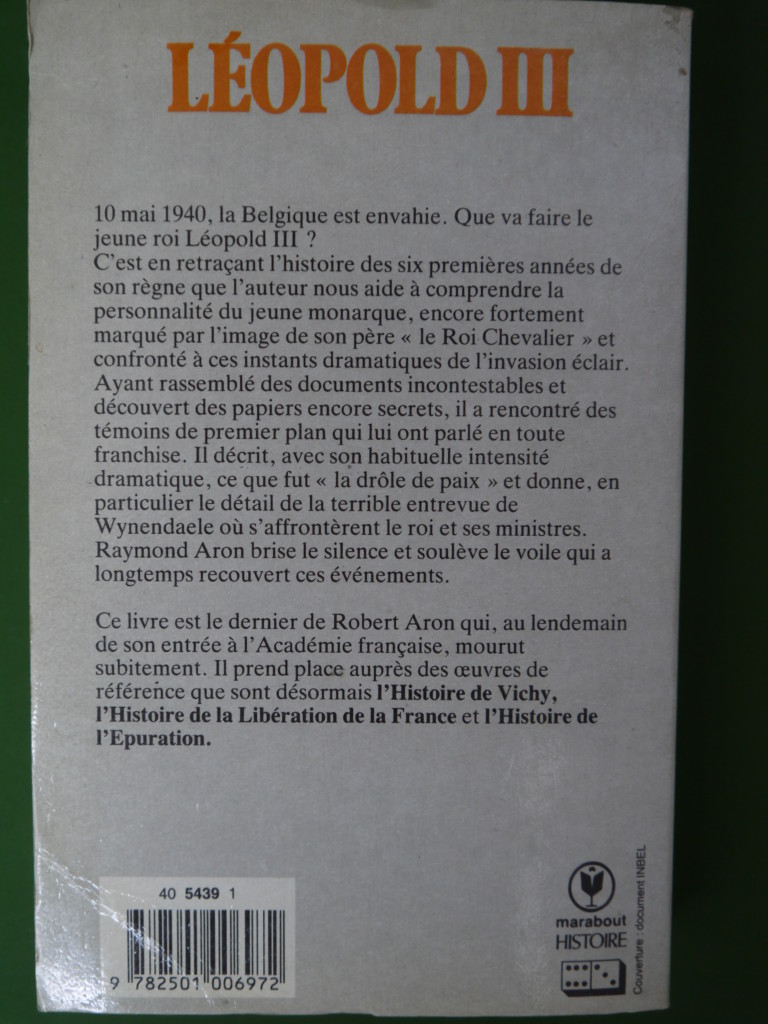 LÉOPOLD III
10 mai 1940, la Belgique est envahie. Que va faire le
jeune roi Léopold III ?
C'est en retraçant l'histoire des six premières années de
son règne que l'auteur nous aide à comprendre la
personnalité du jeune monarque, encore fortement
marqué par l'image de son père « le Roi Chevalier » et
confronté à ces instants dramatiques de l'invasion éclair.
Ayant rassemblé des documents incontestables et
découvert des papiers encore secrets, il a rencontré des
témoins de premier plan qui lui ont parlé en toute
franchise. Il décrit, avec son habituelle intensité
dramatique, ce que fut « la drôle de paix » et donne, en
particulier le détail de la terrible entrevue de
Wynendaele où s'affrontèrent le roi et ses ministres.
Raymond Aron brise le silence et soulève le voile qui a
longtemps recouvert ces événements.
Ce livre est le dernier de Robert Aron qui, au lendemain
de son entrée à l'Académie française, mourut
subitement. Il prend place auprès des œuvres de
référence que sont désormais l'Histoire de Vichy,
l'Histoire de la Libération de la France et l'Histoire de
l'Epuration.
40 5439 1
9 782501 006972
marabout
HISTOIRE
Couverture : document INBEL